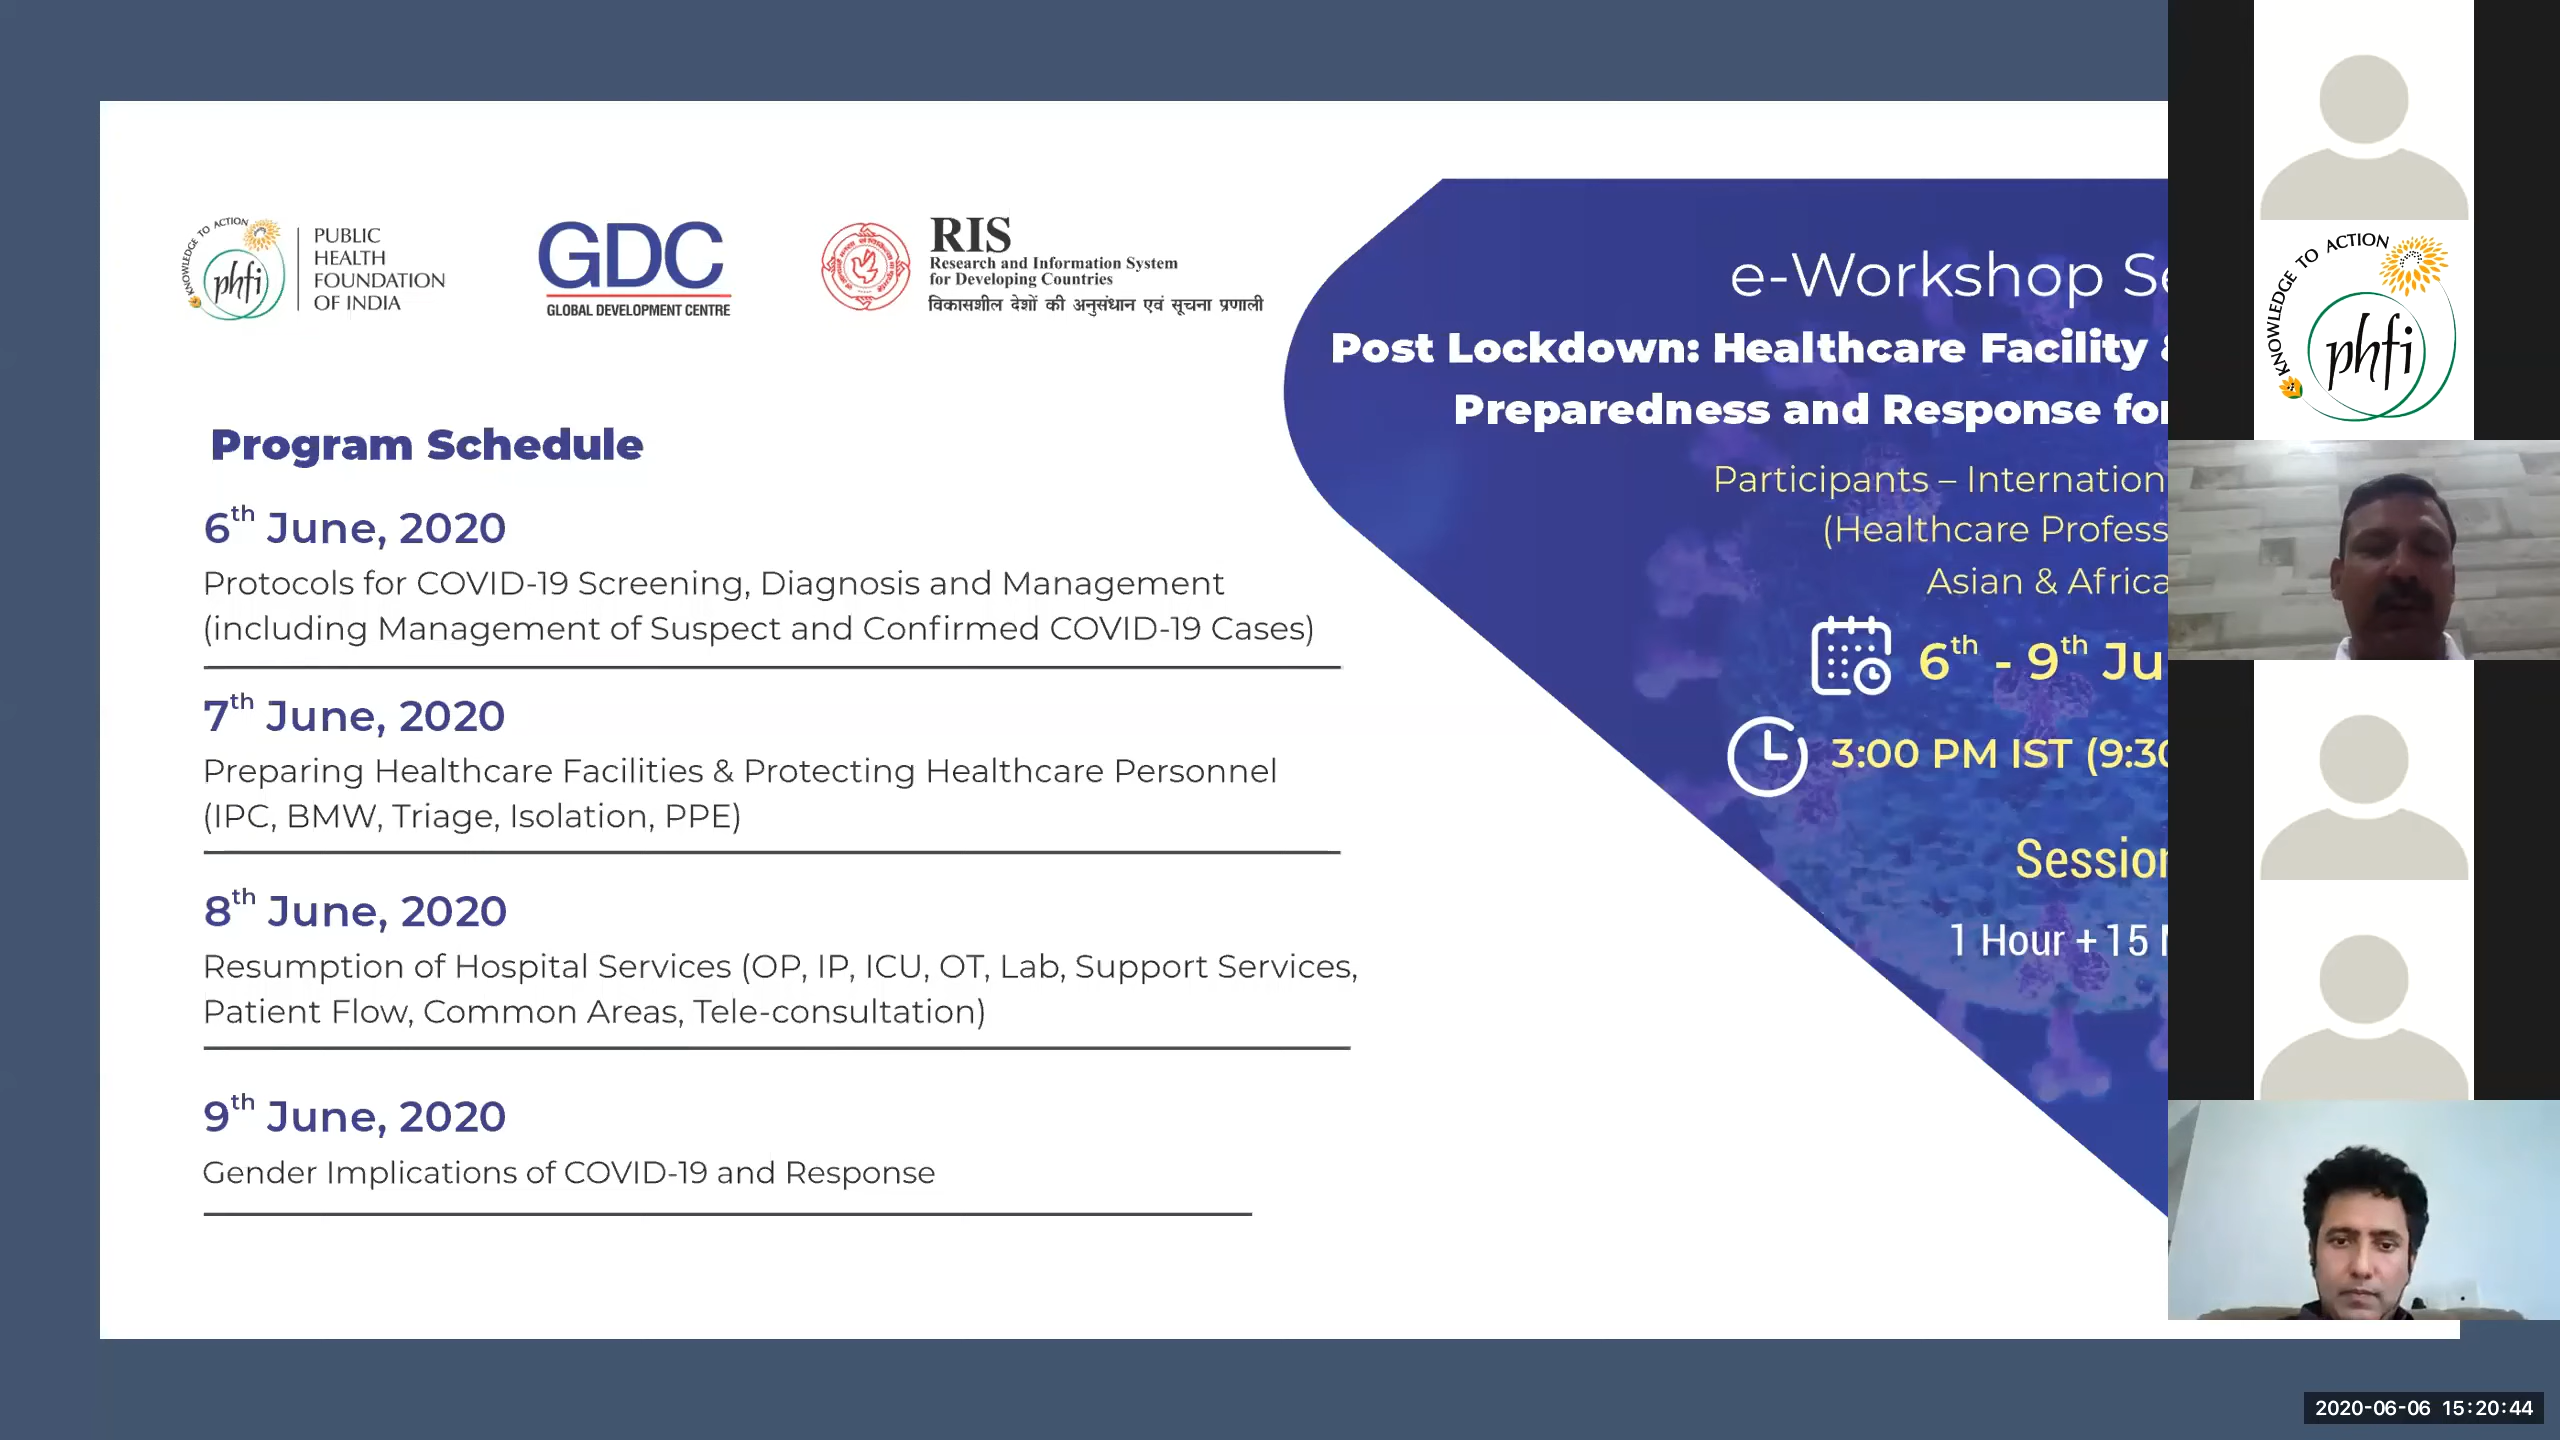 KNOWLEDGE TO ACTION
phfi
PUBLIC
HEALTH
FOUNDATION
OF INDIA
GDC
GLOBAL DEVELOPMENT CENTRE
RIS
Research and Information System
for Developing Countries
विकासशील देशों की अनुसंधान एवं सूचना प्रणाली
Program Schedule
6th June, 2020
Protocols for COVID-19 Screening, Diagnosis and Management
(including Management of Suspect and Confirmed COVID-19 Cases)
7th June, 2020
Preparing Healthcare Facilities & Protecting Healthcare Personnel
(IPC, BMW, Triage, Isolation, PPE)
8th June, 2020
Resumption of Hospital Services (OP, IP, ICU, OT, Lab, Support Services,
Patient Flow, Common Areas, Tele-consultation)
9th June, 2020
Gender Implications of COVID-19 and Response
e-Workshop
Post Lockdown: Healthcare Facility
Preparedness and Response for
Participants – Internation
(Healthcare Profess
Asian & Africa
6th - 9th Ju
3:00 PM IST (9:30
Session
1 Hour + 15
KNOWLEDGE TO ACTION
phfi
2020-06-06 15:20:44